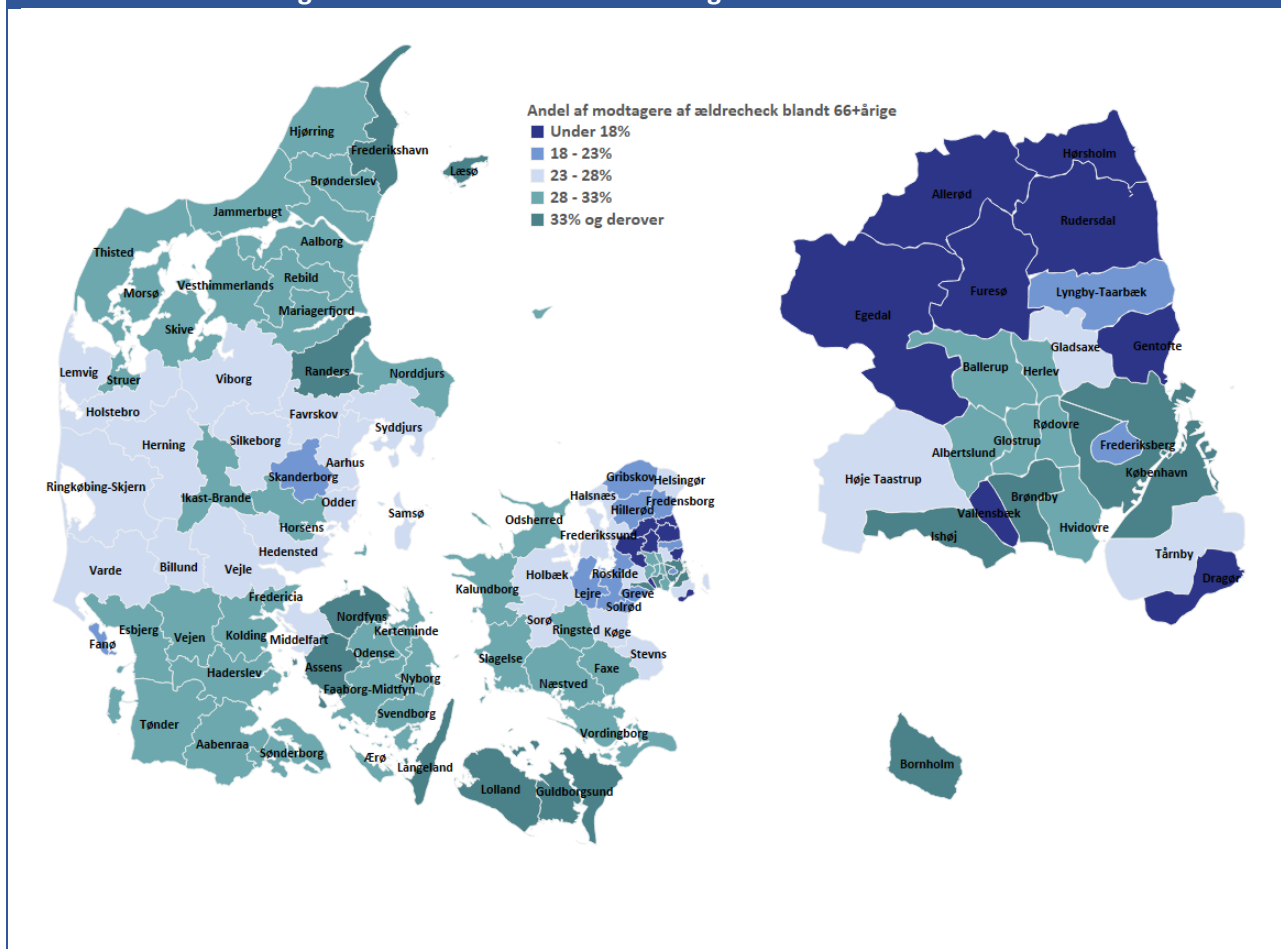 Andel af modtagere af ældrecheck blandt 66+årige
Under 18%
18 - 23%
23 - 28%
28 - 33%
33% og derover
Hjørring
Frederikshavn
Læsø
Brønderslev
Jammerbugt
Aalborg
Thisted
Rebild
Vesthimmerlands
Morsø
Mariagerfjord
Skive
Lemvig
Struer
Viborg
Randers
Norddjurs
Holstebro
Favrskov
Syddjurs
Herning
Silkeborg
Aarhus
Skanderborg
Ringkøbing-Skjern
Ikast-Brande
Odder
Samsø
Horsens
Hedensted
Varde
Billund
Vejle
Fredericia
Fanø
Esbjerg
Vejen
Kolding
Middelfart
Nordfyns
Kerteminde
Odense
Assens
Haderslev
Nyborg
Faaborg-Midtfyn
Svendborg
Tønder
Aabenraa
Sønderborg
Ærø
Langeland
Gribskov
Helsingør
Halsnæs
Hillerød
Fredensborg
Odsherred
Frederikssund
Holbæk
Roskilde
Kalundborg
Lejre
Greve
Solrød
Sorø
Ringsted
Køge
Stevns
Slagelse
Faxe
Næstved
Vordingborg
Lolland
Guldborgsund
Hørsholm
Allerød
Rudersdal
Furesø
Lyngby-Taarbæk
Egedal
Gladsaxe
Gentofte
Ballerup
Herlev
Rødovre
Frederiksberg
Glostrup
Albertslund
København
Høje Taastrup
Brøndby
Vallensbæk
Hvidovre
Ishøj
Tårnby
Dragør
Bornholm